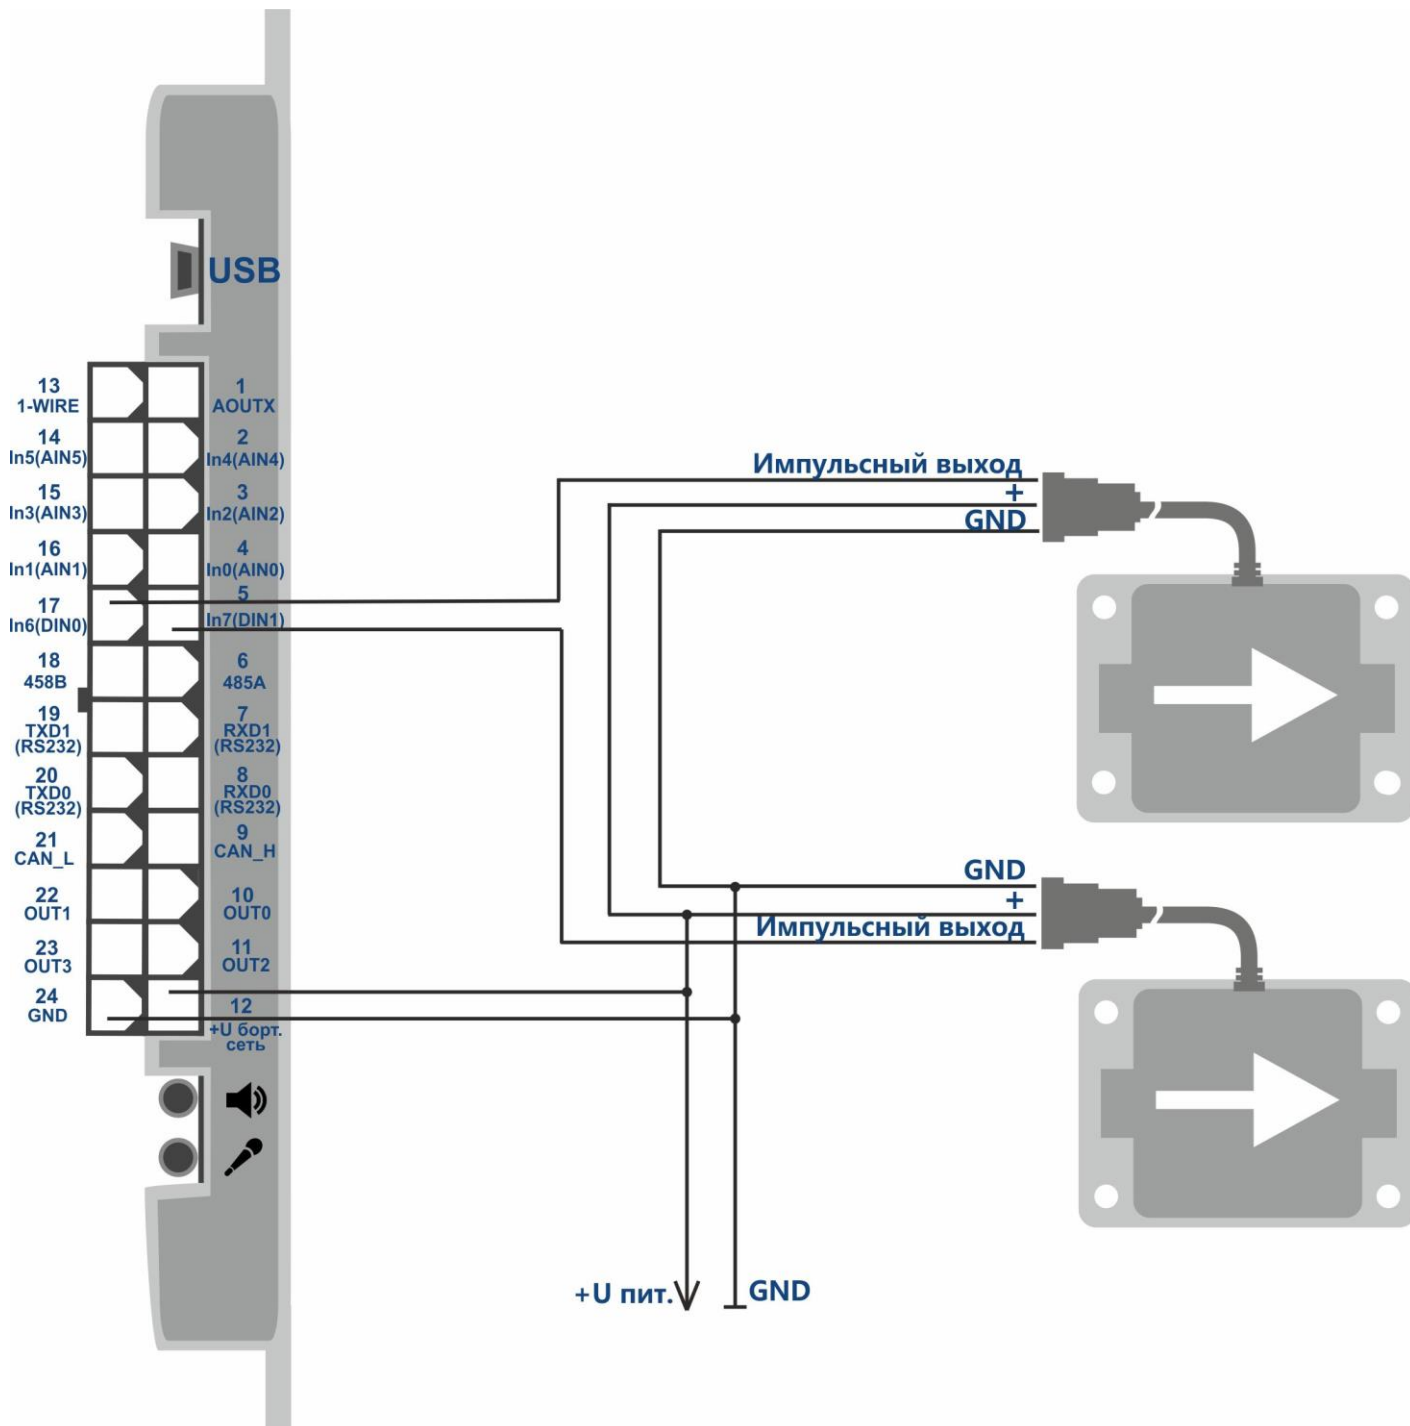 USB
13
1-WIRE
1
AOUTX
14
In5(AIN5)
2
In4(AIN4)
15
In3(AIN3)
3
In2(AIN2)
16
In1(AIN1)
4
In0(AIN0)
17
In6(DIN0)
5
In7(DIN1)
18
458B
6
485A
19
TXD1
(RS232)
7
RXD1
(RS232)
20
TXD0
(RS232)
8
RXD0
(RS232)
21
CAN_L
9
CAN_H
22
OUT1
10
OUT0
23
OUT3
11
OUT2
24
GND
12
+U борт.
сеть
Импульсный выход
+
GND
GND
+
Импульсный выход
+U пит.
GND